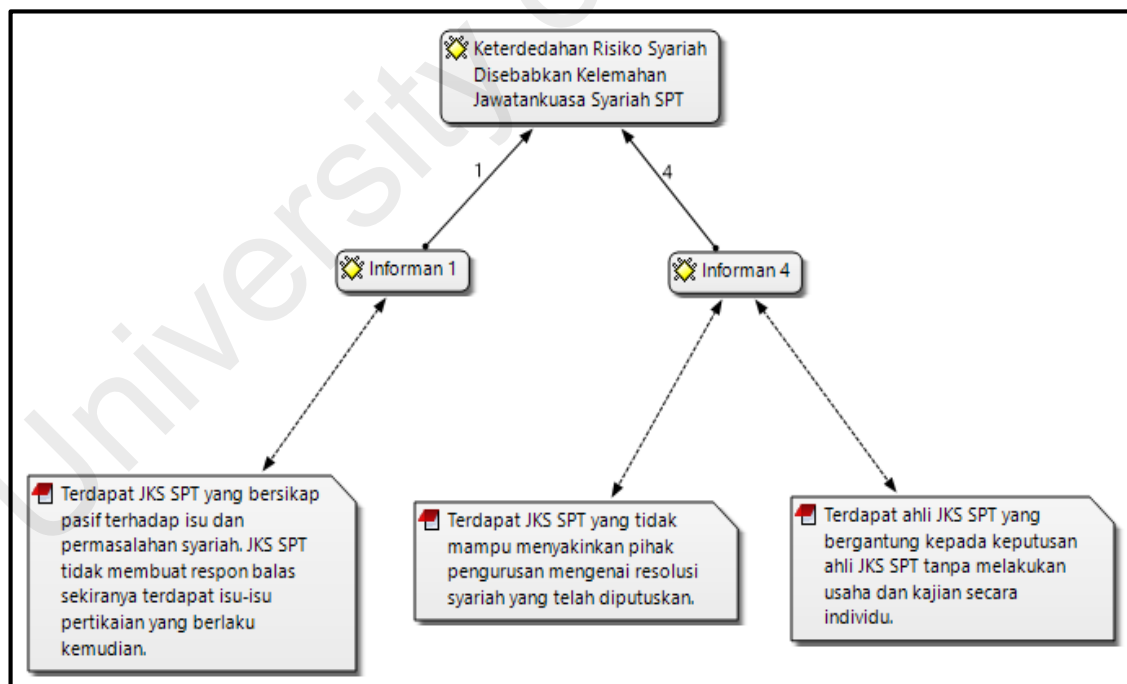 Keterdedahan Risiko Syariah
Disebabkan Kelemahan
Jawatankuasa Syariah SPT
1
4
Informan 1
Informan 4
Terdapat JKS SPT yang bersikap
pasif terhadap isu dan
permasalahan syariah. JKS SPT
tidak membuat respon balas
sekiranya terdapat isu-isu
pertikaian yang berlaku
kemudian.
Terdapat JKS SPT yang tidak
mampu menyakinkan pihak
pengurusan mengenai resolusi
syariah yang telah diputuskan.
Terdapat ahli JKS SPT yang
bergantung kepada keputusan
ahli JKS SPT tanpa melakukan
usaha dan kajian secara
individu.
University